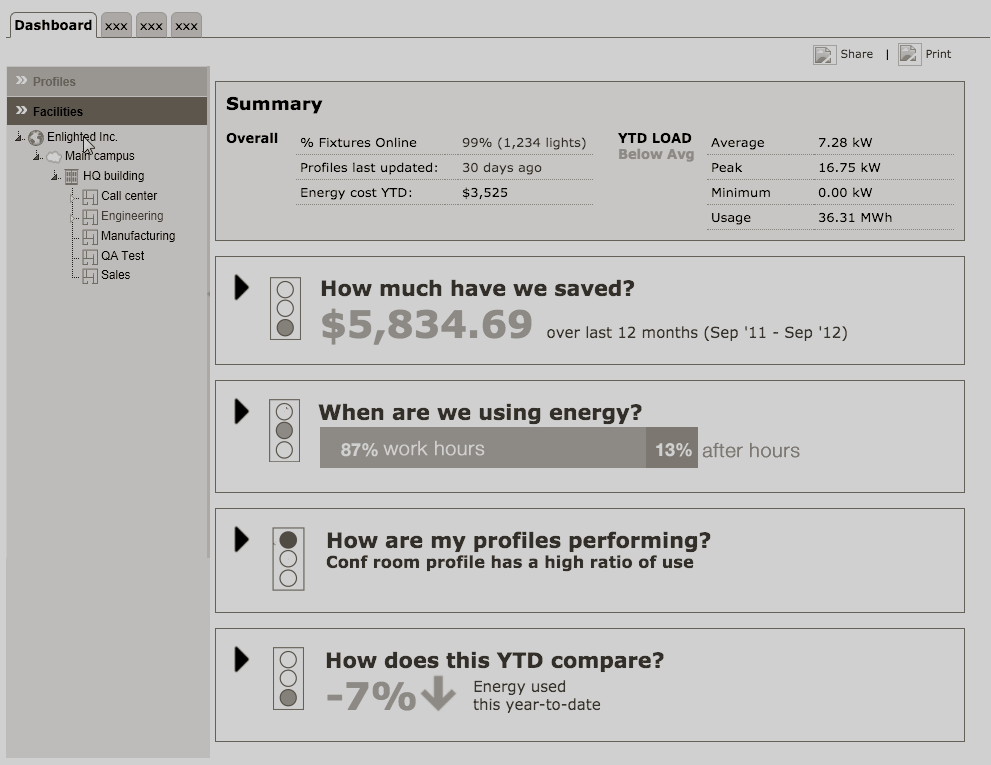 Dashboard xxx xxx xxx
Share | Print
Profiles
Facilities
Enlighted Inc.
Main campus
HQ building
Call center
Engineering
Manufacturing
QA Test
Sales
Summary
Overall
% Fixtures Online 99% (1,234 lights)
Profiles last updated: 30 days ago
Energy cost YTD: $3,525
YTD LOAD
Below Avg
Average 7.28 kW
Peak 16.75 kW
Minimum 0.00 kW
Usage 36.31 MWh
How much have we saved?
$5,834.69 over last 12 months (Sep '11 - Sep '12)
When are we using energy?
87% work hours 13% after hours
How are my profiles performing?
Conf room profile has a high ratio of use
How does this YTD compare?
-7% Energy used
this year-to-date